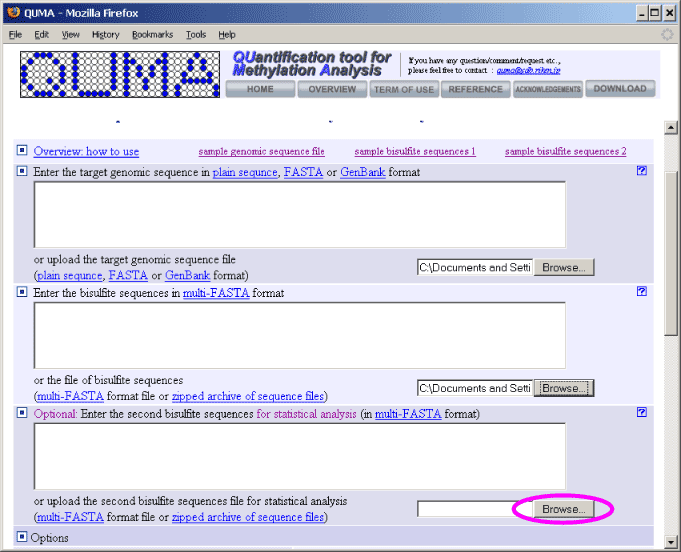 QUMA - Mozilla Firefox
File Edit View History Bookmarks Tools Help
QUMA
QUantification tool for
Methylation Analysis
If you have any question/comment/request etc.,
please feel free to contact : quma@cdb.riken.jp
HOME OVERVIEW TERM OF USE REFERENCE ACKNOWLEDGEMENTS DOWNLOAD
Overview: how to use sample genomic sequence file sample bisulfite sequences 1 sample bisulfite sequences 2
Enter the target genomic sequence in plain sequnce, FASTA or GenBank format ?
or upload the target genomic sequence file
(plain sequnce, FASTA or GenBank format) C:\Documents and Setti Browse...
Enter the bisulfite sequences in multi-FASTA format ?
or the file of bisulfite sequences
(multi-FASTA format file or zipped archive of sequence files) C:\Documents and Setti Browse...
Optional: Enter the second bisulfite sequences for statistical analysis (in multi-FASTA format) ?
or upload the second bisulfite sequences file for statistical analysis
(multi-FASTA format file or zipped archive of sequence files) Browse...
Options